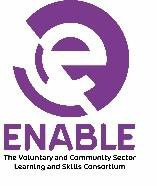 e
ENABLE
The Voluntary and Community Sector
Learning and Skills Consortium